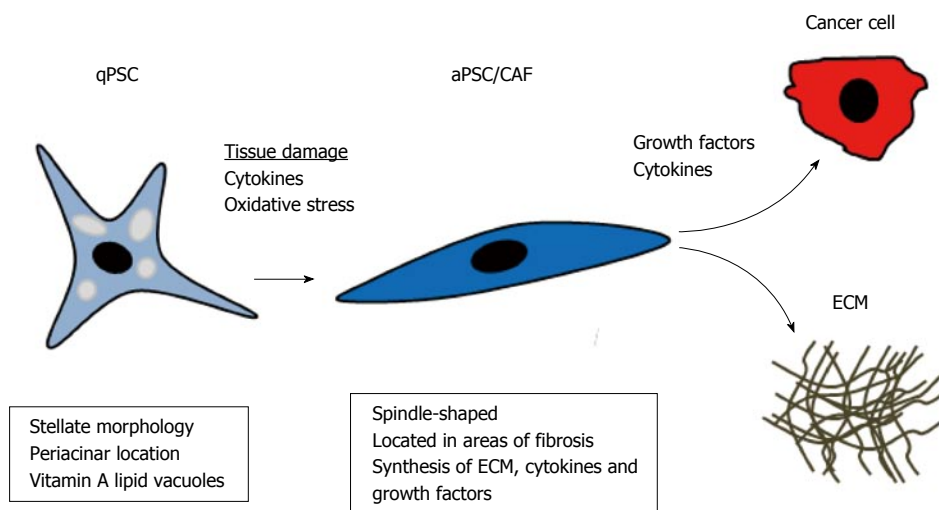 qPSC
Tissue damage
Cytokines
Oxidative stress
aPSC/CAF
Growth factors
Cytokines
Cancer cell
ECM
Stellate morphology
Periacinar location
Vitamin A lipid vacuoles
Spindle-shaped
Located in areas of fibrosis
Synthesis of ECM, cytokines and
growth factors